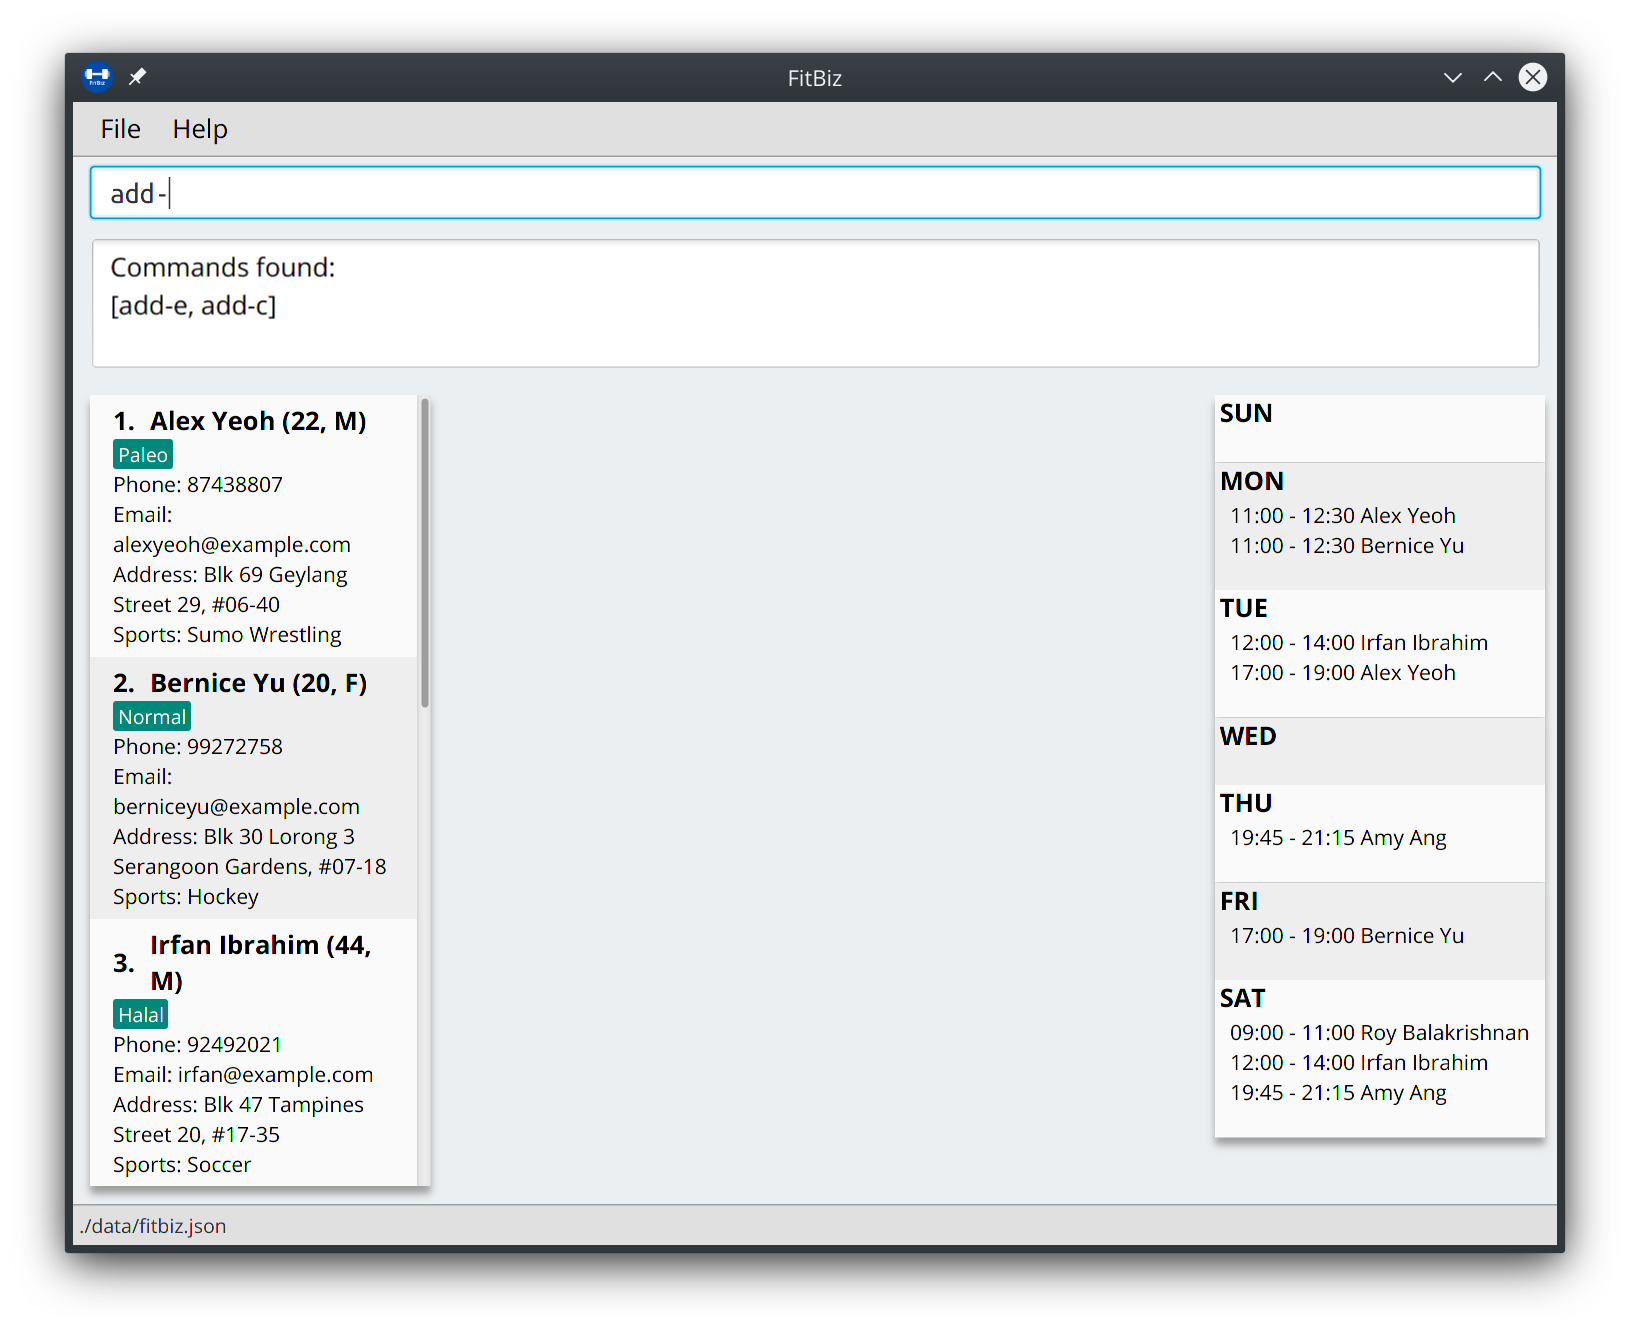 FitBiz
FitBiz
File Help
add-
Commands found:
[add-e, add-c]
1. Alex Yeoh (22, M)
Paleo
Phone: 87438807
Email:
alexyeoh@example.com
Address: Blk 69 Geylang
Street 29, #06-40
Sports: Sumo Wrestling
2. Bernice Yu (20, F)
Normal
Phone: 99272758
Email:
berniceyu@example.com
Address: Blk 30 Lorong 3
Serangoon Gardens, #07-18
Sports: Hockey
3. Irfan Ibrahim (44,
M)
Halal
Phone: 92492021
Email: irfan@example.com
Address: Blk 47 Tampines
Street 20, #17-35
Sports: Soccer
SUN
MON
11:00 - 12:30 Alex Yeoh
11:00 - 12:30 Bernice Yu
TUE
12:00 - 14:00 Irfan Ibrahim
17:00 - 19:00 Alex Yeoh
WED
THU
19:45 - 21:15 Amy Ang
FRI
17:00 - 19:00 Bernice Yu
SAT
09:00 - 11:00 Roy Balakrishnan
12:00 - 14:00 Irfan Ibrahim
19:45 - 21:15 Amy Ang
./data/fitbiz.json